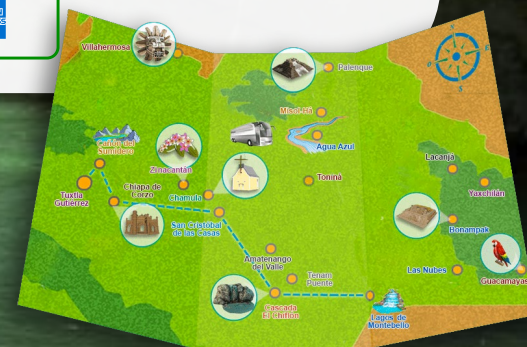 Villahermosa
Palenque
Misol-Há
Agua Azul
Cañón del
Sumidero
Zinacantán
Tuxtla
Gutiérrez
Chiapa de
Corzo
Chamula
San Cristóbal
de las Casas
Toniná
Lacanja
Yaxchilán
Bonampak
Amatenango
del Valle
Tenam
Puente
Las Nubes
Guacamayas
Cascada
El Chiflón
Lagos de
Montebello